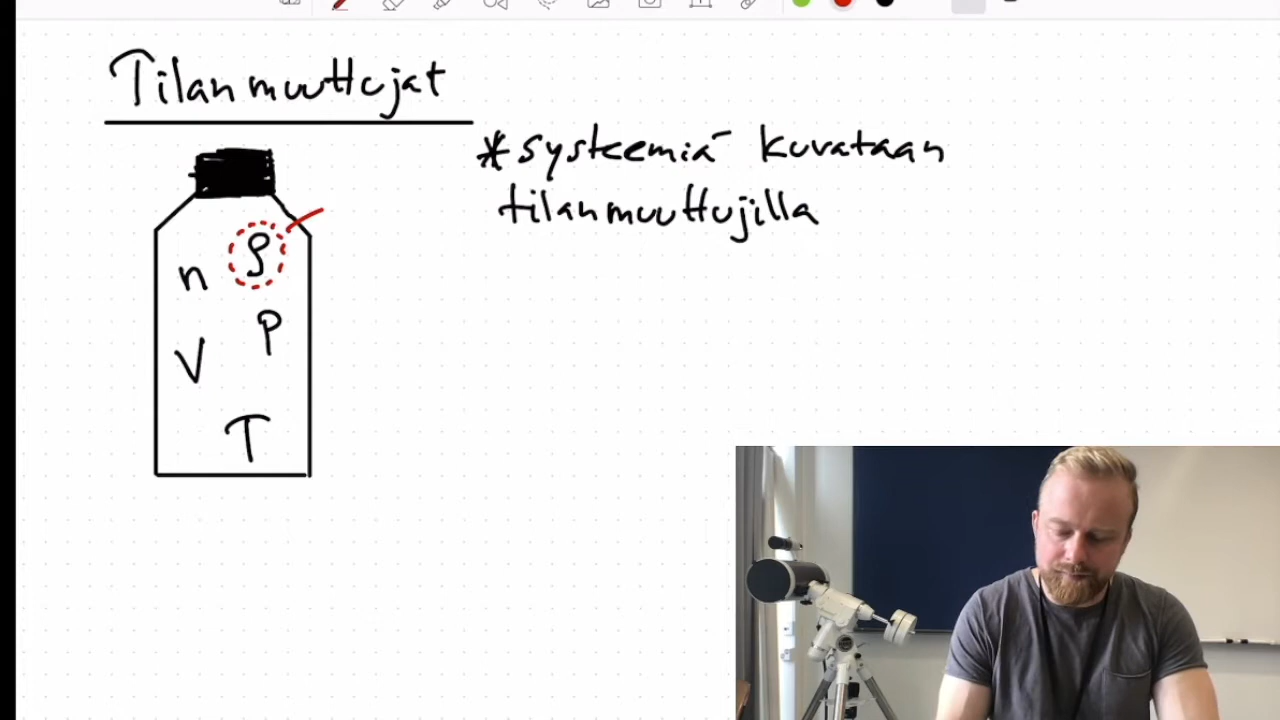 Tilanmuuttujat
*systeemiä kuvataan
tilanmuuttujilla
n ρ
V p
T